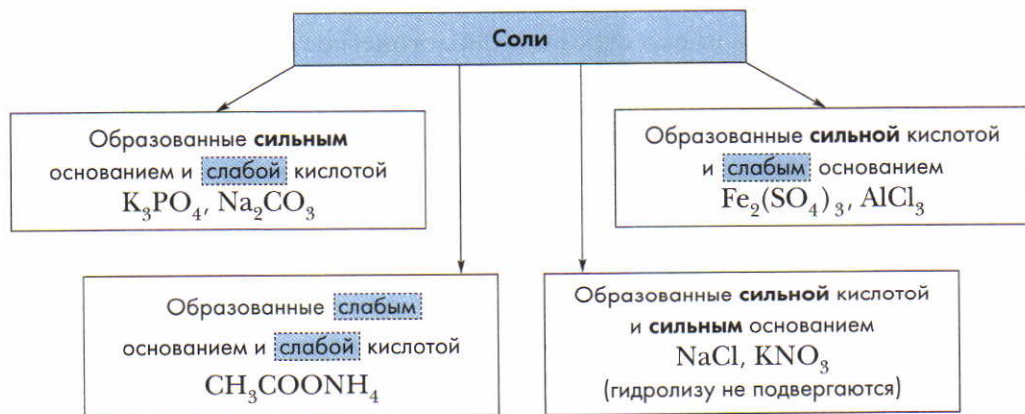 Соли
Образованные сильным
основанием и слабой кислотой
K₃PO₄, Na₂CO₃
Образованные сильной кислотой
и слабым основанием
Fe₂(SO₄)₃, AlCl₃
Образованные слабым
основанием и слабой кислотой
CH₃COONH₄
Образованные сильной кислотой
и сильным основанием
NaCl, KNO₃
(гидролизу не подвергаются)